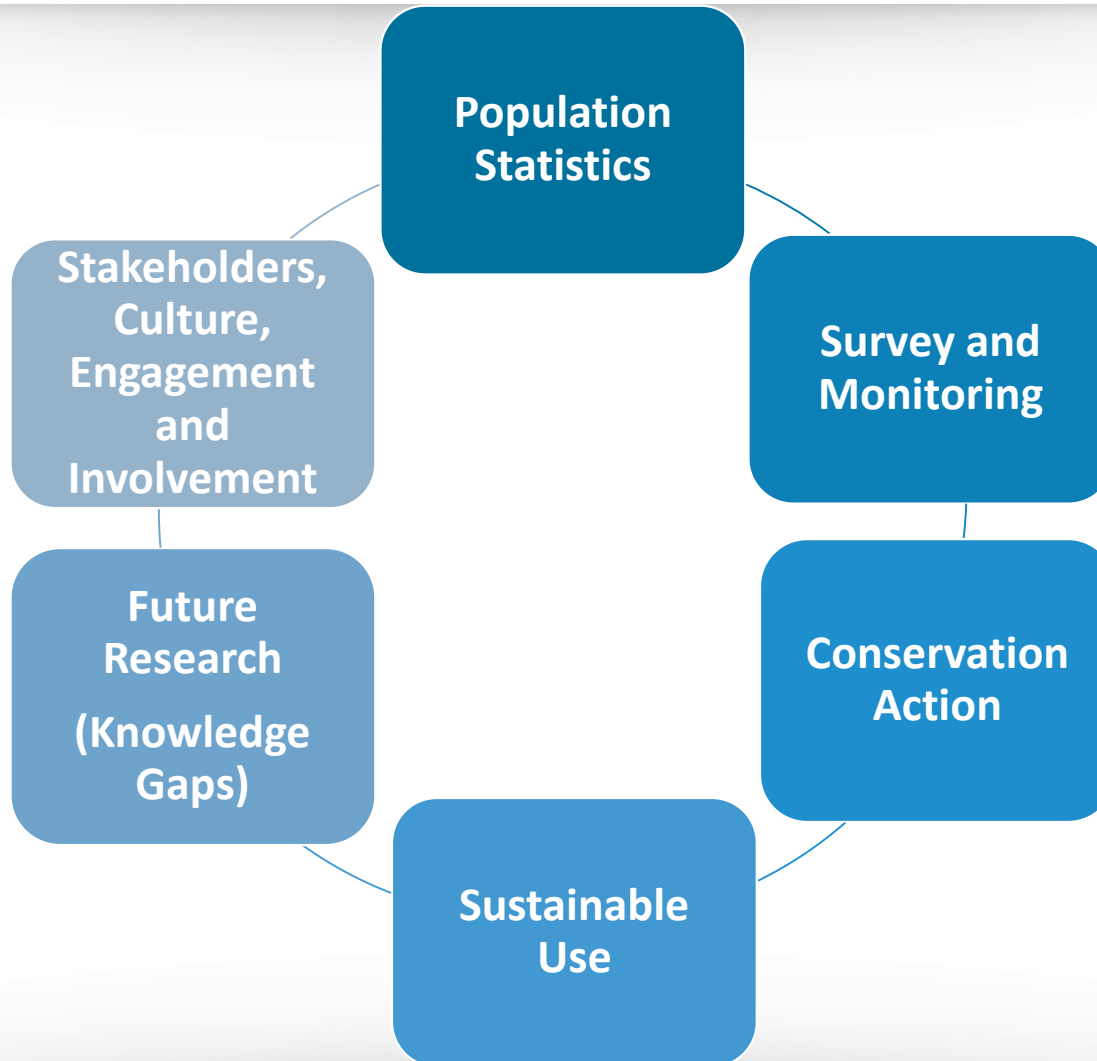 Population
Statistics
Survey and
Monitoring
Conservation
Action
Sustainable
Use
Future
Research
(Knowledge
Gaps)
Stakeholders,
Culture,
Engagement
and
Involvement